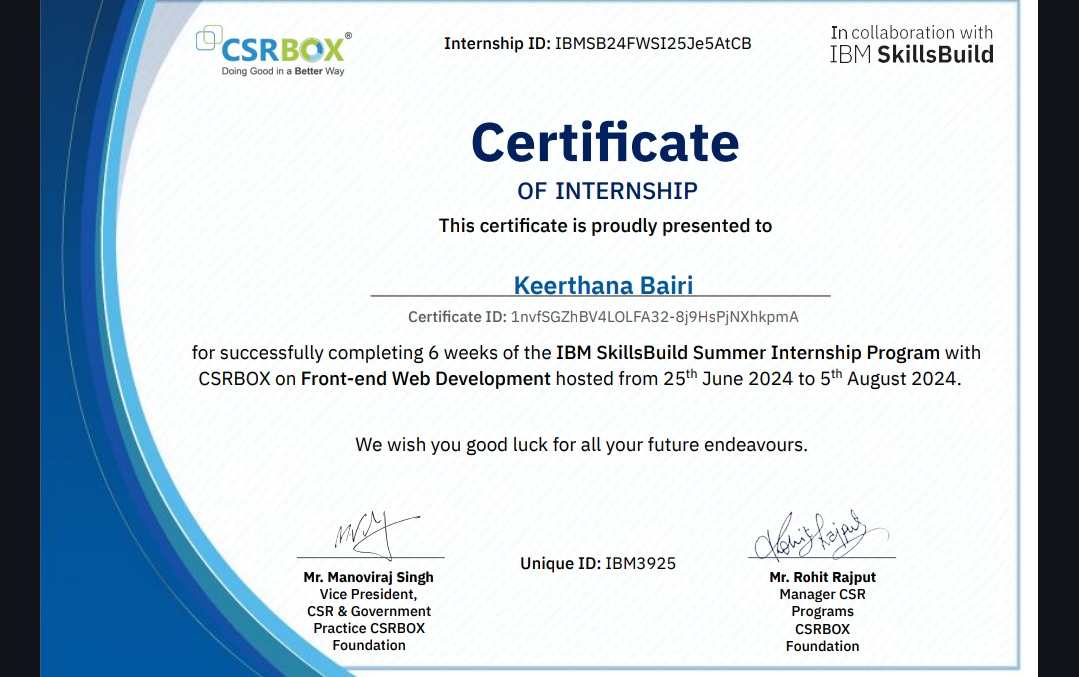 CSRBOX®
Doing Good in a Better Way
Internship ID: IBMSB24FWSI25Je5AtCB
In collaboration with
IBM SkillsBuild
Certificate
OF INTERNSHIP
This certificate is proudly presented to
Keerthana Bairi
Certificate ID: 1nvfSGZhBV4LOLFA32-8j9HsPjNXhkpmA
for successfully completing 6 weeks of the IBM SkillsBuild Summer Internship Program with
CSRBOX on Front-end Web Development hosted from 25th June 2024 to 5th August 2024.
We wish you good luck for all your future endeavours.
Mr. Manoviraj Singh
Vice President,
CSR & Government
Practice CSRBOX
Foundation
Unique ID: IBM3925
Rohit Rajput
Mr. Rohit Rajput
Manager CSR
Programs
CSRBOX
Foundation